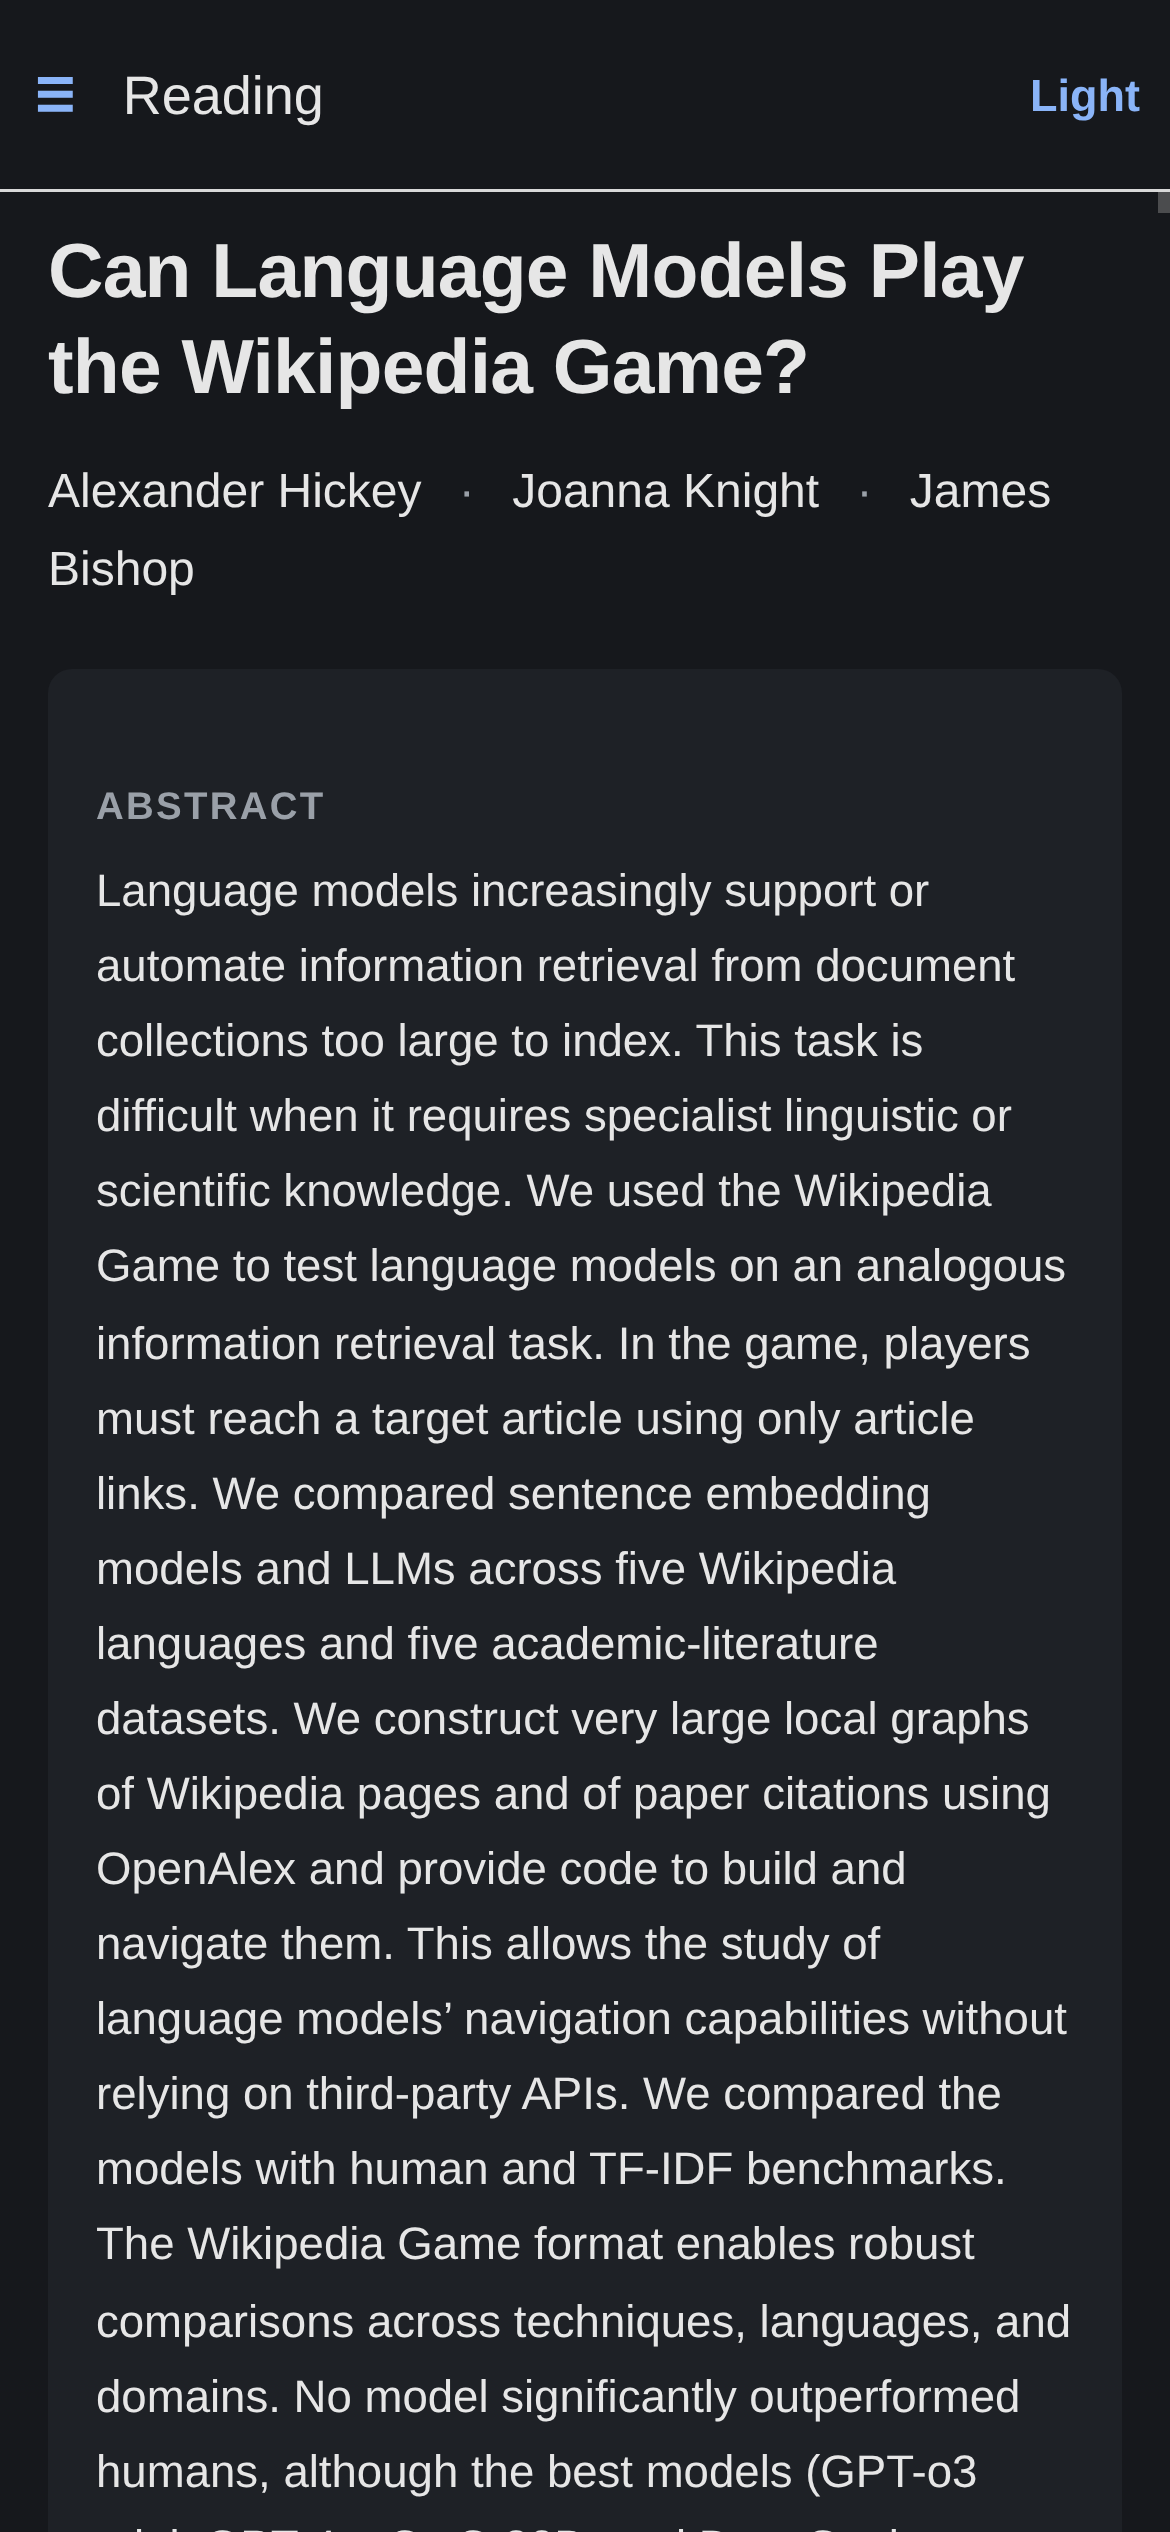 Reading
Light
Can Language Models Play
the Wikipedia Game?
Alexander Hickey · Joanna Knight · James
Bishop
ABSTRACT
Language models increasingly support or
automate information retrieval from document
collections too large to index. This task is
difficult when it requires specialist linguistic or
scientific knowledge. We used the Wikipedia
Game to test language models on an analogous
information retrieval task. In the game, players
must reach a target article using only article
links. We compared sentence embedding
models and LLMs across five Wikipedia
languages and five academic-literature
datasets. We construct very large local graphs
of Wikipedia pages and of paper citations using
OpenAlex and provide code to build and
navigate them. This allows the study of
language models’ navigation capabilities without
relying on third-party APIs. We compared the
models with human and TF-IDF benchmarks.
The Wikipedia Game format enables robust
comparisons across techniques, languages, and
domains. No model significantly outperformed
humans, although the best models (GPT-o3